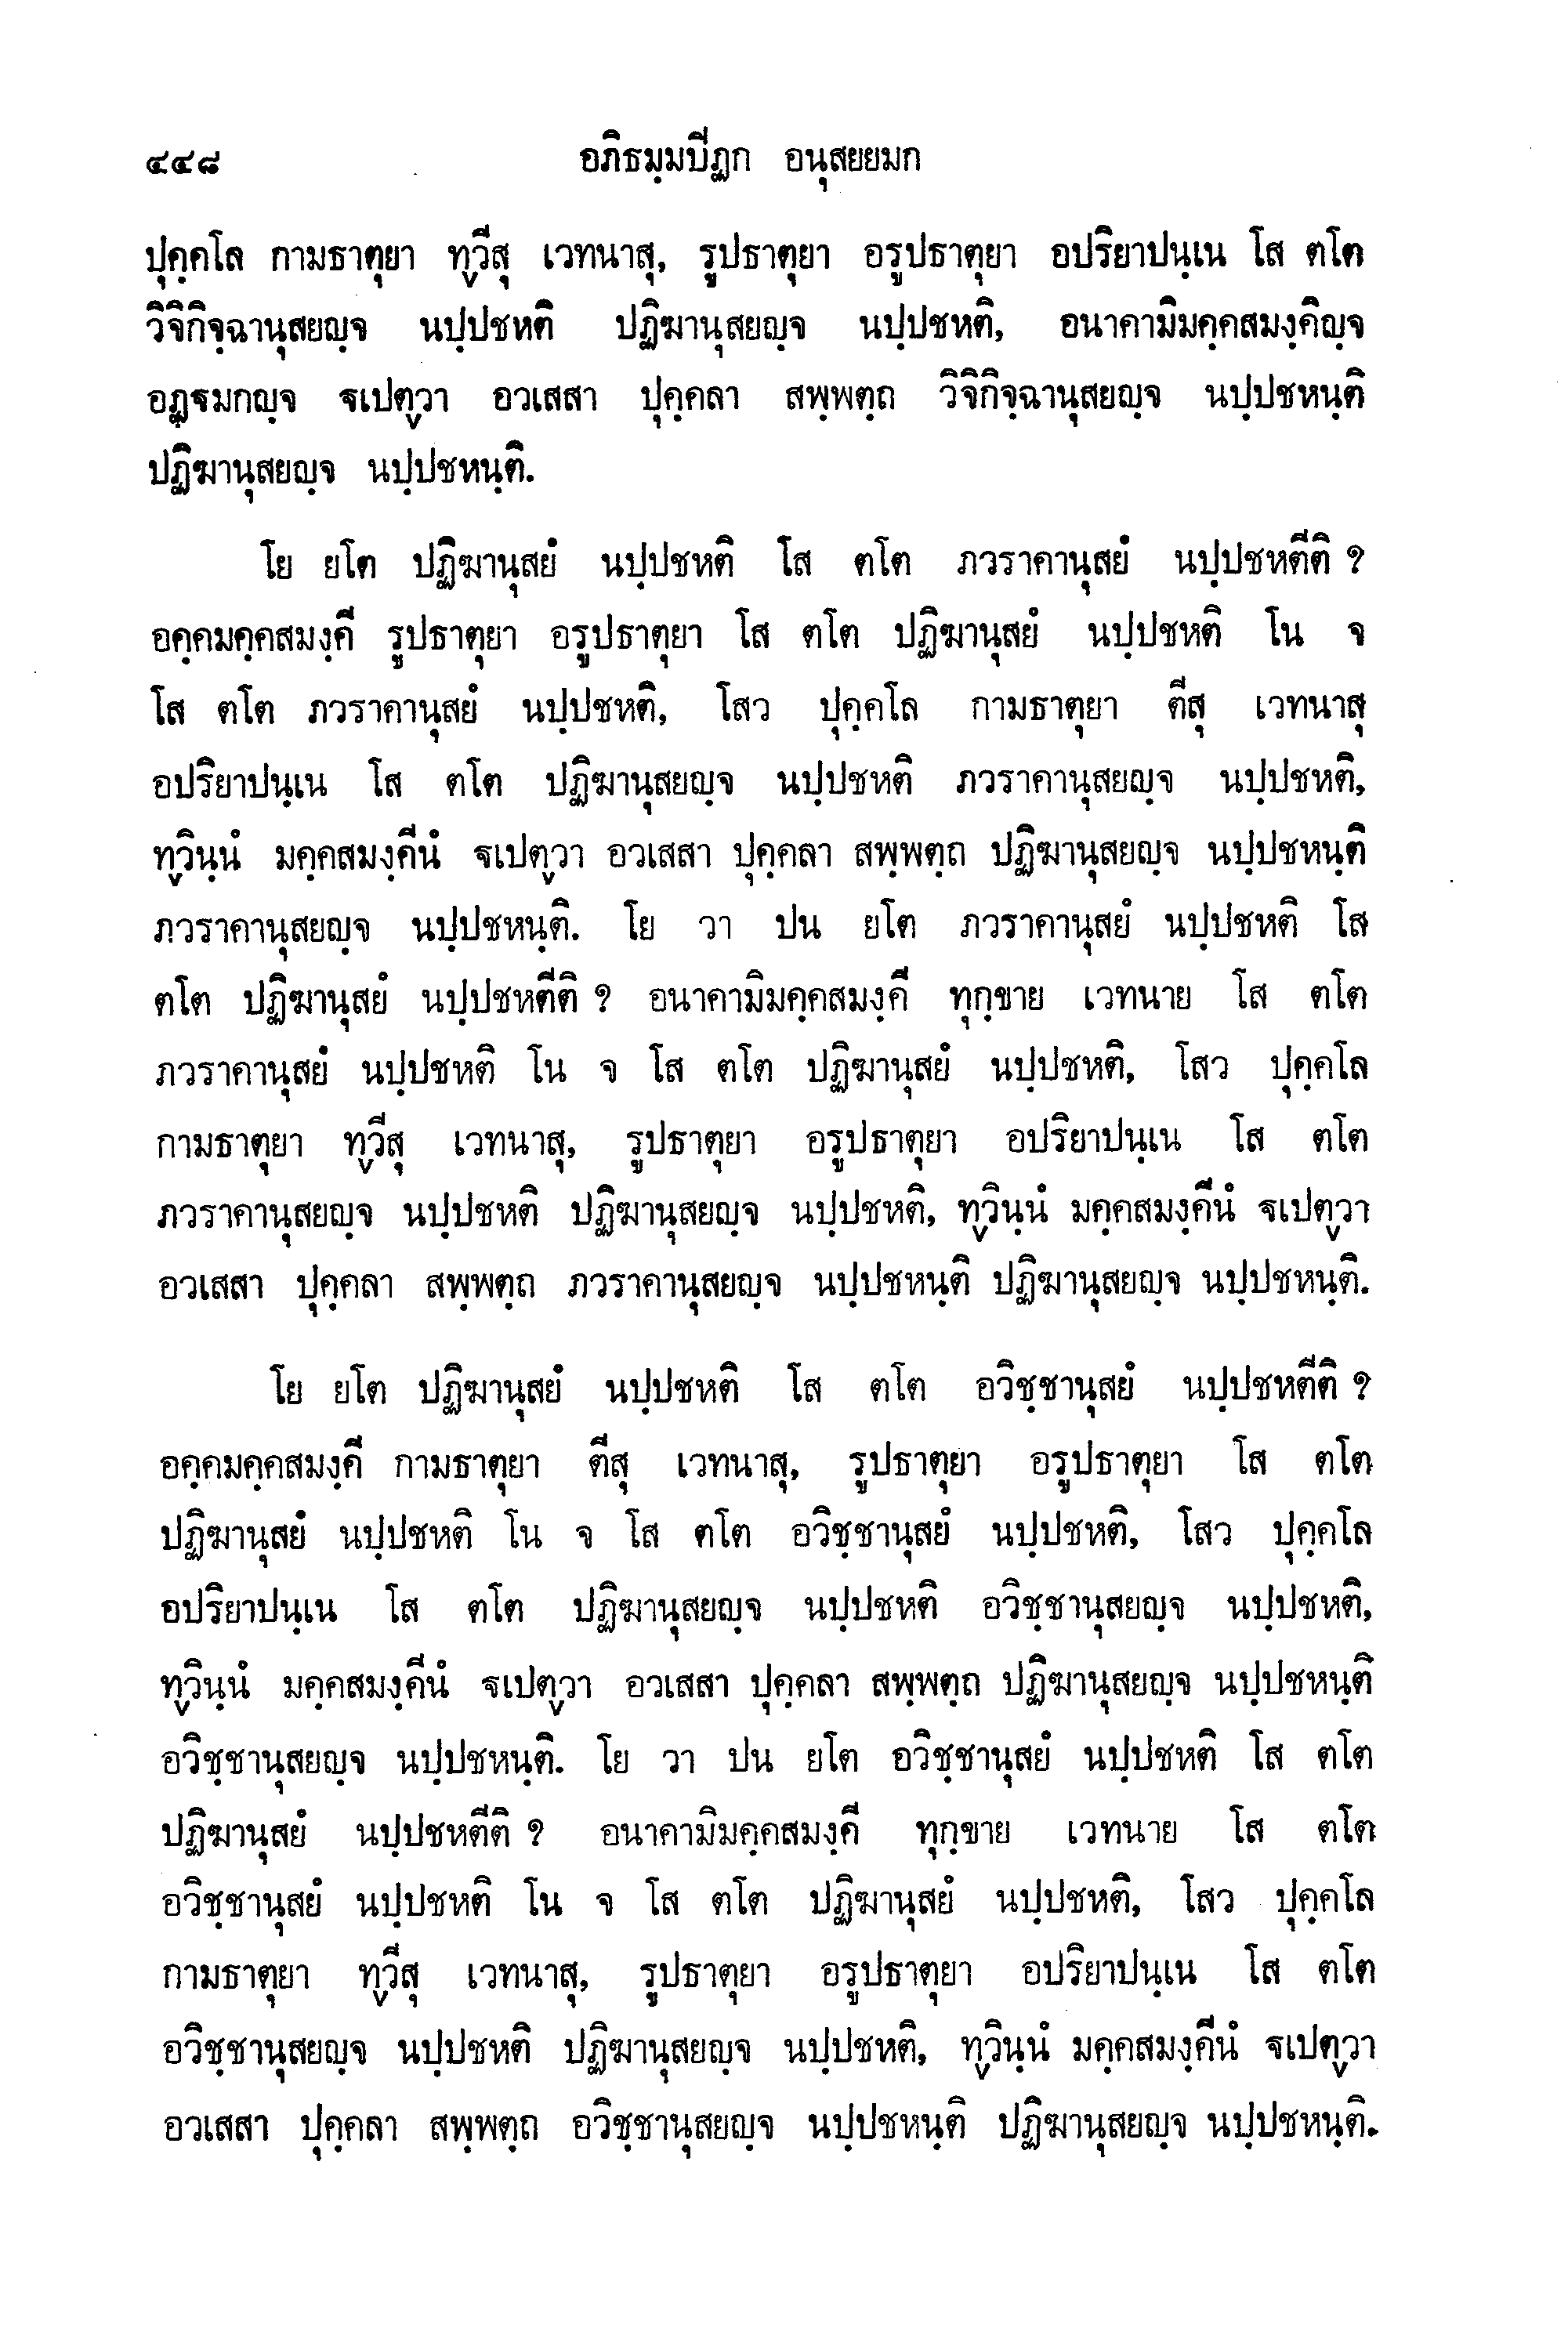 ๔๔๘ อภิธมฺมปีฏก อนุสยยมก
ปุคฺคโล กามธาตุยา ทฺวีสุ เวทนาสุ, รูปธาตุยา อรูปธาตุยา อปริยาปนฺเน โส ตโต
วิจิกิจฺฉานุสยญฺจ นปฺปชหติ ปฏิฆานุสยญฺจ นปฺปชหติ, อนาคามิมคฺคสมงฺคิญฺจ
อฏฺฐมกญฺจ ฐเปตฺวา อวเสสา ปุคฺคลา สพฺพตฺถ วิจิกิจฺฉานุสยญฺจ นปฺปชหนฺติ
ปฏิฆานุสยญฺจ นปฺปชหนฺติ.
โย ยโต ปฏิฆานุสยํ นปฺปชหติ โส ตโต ภวราคานุสยํ นปฺปชหตีติ ?
อคฺคมคฺคสมงฺคี รูปธาตุยา อรูปธาตุยา โส ตโต ปฏิฆานุสยํ นปฺปชหติ โน จ
โส ตโต ภวราคานุสยํ นปฺปชหติ, โสว ปุคฺคโล กามธาตุยา ตีสุ เวทนาสุ
อปริยาปนฺเน โส ตโต ปฏิฆานุสยญฺจ นปฺปชหติ ภวราคานุสยญฺจ นปฺปชหติ,
ทฺวินฺนํ มคฺคสมงฺคีนํ ฐเปตฺวา อวเสสา ปุคฺคลา สพฺพตฺถ ปฏิฆานุสยญฺจ นปฺปชหนฺติ
ภวราคานุสยญฺจ นปฺปชหนฺติ. โย วา ปน ยโต ภวราคานุสยํ นปฺปชหติ โส
ตโต ปฏิฆานุสยํ นปฺปชหตีติ ? อนาคามิมคฺคสมงฺคี ทุกฺขาย เวทนาย โส ตโต
ภวราคานุสยํ นปฺปชหติ โน จ โส ตโต ปฏิฆานุสยํ นปฺปชหติ, โสว ปุคฺคโล
กามธาตุยา ทฺวีสุ เวทนาสุ, รูปธาตุยา อรูปธาตุยา อปริยาปนฺเน โส ตโต
ภวราคานุสยญฺจ นปฺปชหติ ปฏิฆานุสยญฺจ นปฺปชหติ, ทฺวินฺนํ มคฺคสมงฺคีนํ ฐเปตฺวา
อวเสสา ปุคฺคลา สพฺพตฺถ ภวราคานุสยญฺจ นปฺปชหนฺติ ปฏิฆานุสยญฺจ นปฺปชหนฺติ.
โย ยโต ปฏิฆานุสยํ นปฺปชหติ โส ตโต อวิชฺชานุสยํ นปฺปชหตีติ ?
อคฺคมคฺคสมงฺคี กามธาตุยา ตีสุ เวทนาสุ, รูปธาตุยา อรูปธาตุยา โส ตโต
ปฏิฆานุสยํ นปฺปชหติ โน จ โส ตโต อวิชฺชานุสยํ นปฺปชหติ, โสว ปุคฺคโล
อปริยาปนฺเน โส ตโต ปฏิฆานุสยญฺจ นปฺปชหติ อวิชฺชานุสยญฺจ นปฺปชหติ,
ทฺวินฺนํ มคฺคสมงฺคีนํ ฐเปตฺวา อวเสสา ปุคฺคลา สพฺพตฺถ ปฏิฆานุสยญฺจ นปฺปชหนฺติ
อวิชฺชานุสยญฺจ นปฺปชหนฺติ. โย วา ปน ยโต อวิชฺชานุสยํ นปฺปชหติ โส ตโต
ปฏิฆานุสยํ นปฺปชหตีติ ? อนาคามิมคฺคสมงฺคี ทุกฺขาย เวทนาย โส ตโต
อวิชฺชานุสยํ นปฺปชหติ โน จ โส ตโต ปฏิฆานุสยํ นปฺปชหติ, โสว ปุคฺคโล
กามธาตุยา ทฺวีสุ เวทนาสุ, รูปธาตุยา อรูปธาตุยา อปริยาปนฺเน โส ตโต
อวิชฺชานุสยญฺจ นปฺปชหติ ปฏิฆานุสยญฺจ นปฺปชหติ, ทฺวินฺนํ มคฺคสมงฺคีนํ ฐเปตฺวา
อวเสสา ปุคฺคลา สพฺพตฺถ อวิชฺชานุสยญฺจ นปฺปชหนฺติ ปฏิฆานุสยญฺจ นปฺปชหนฺติ.